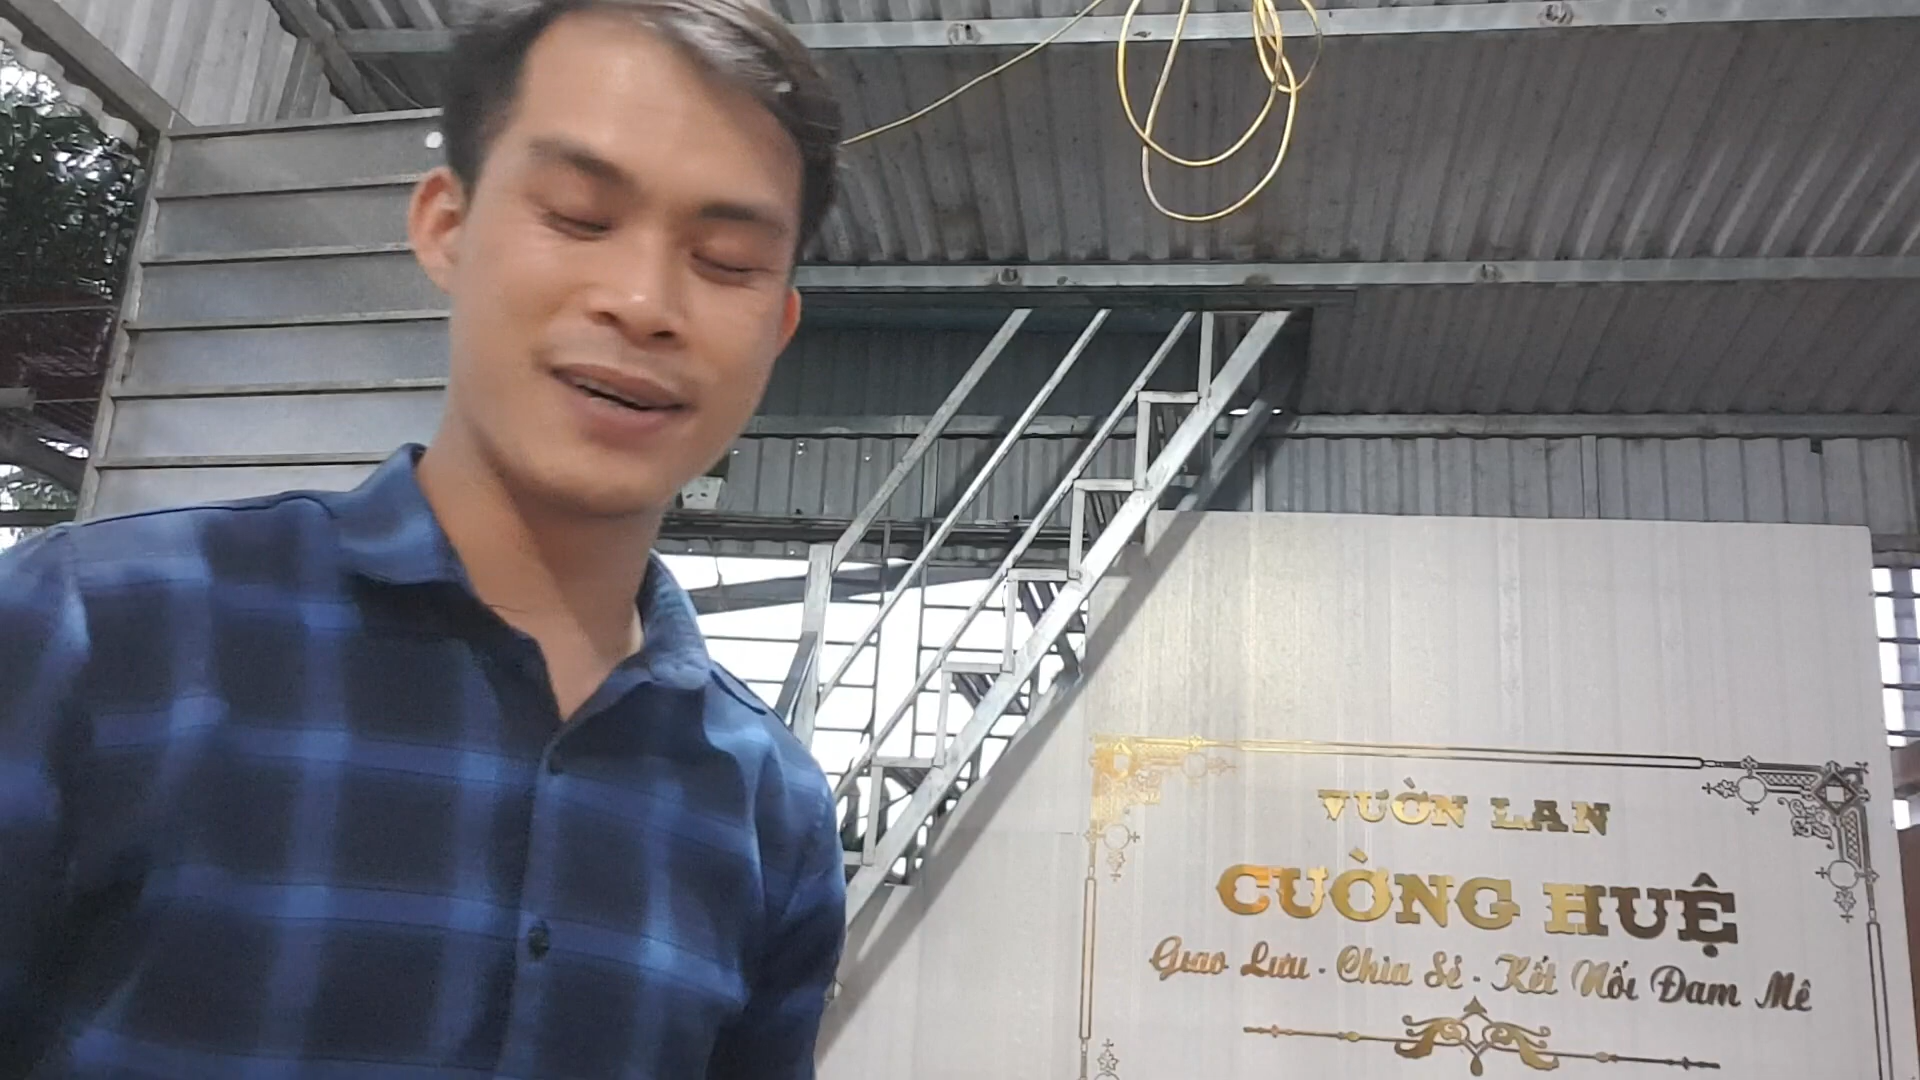 VƯỜN LAN
CƯỜNG HUỆ
Giao Lưu - Chia Sẻ - Kết Nối Đam Mê